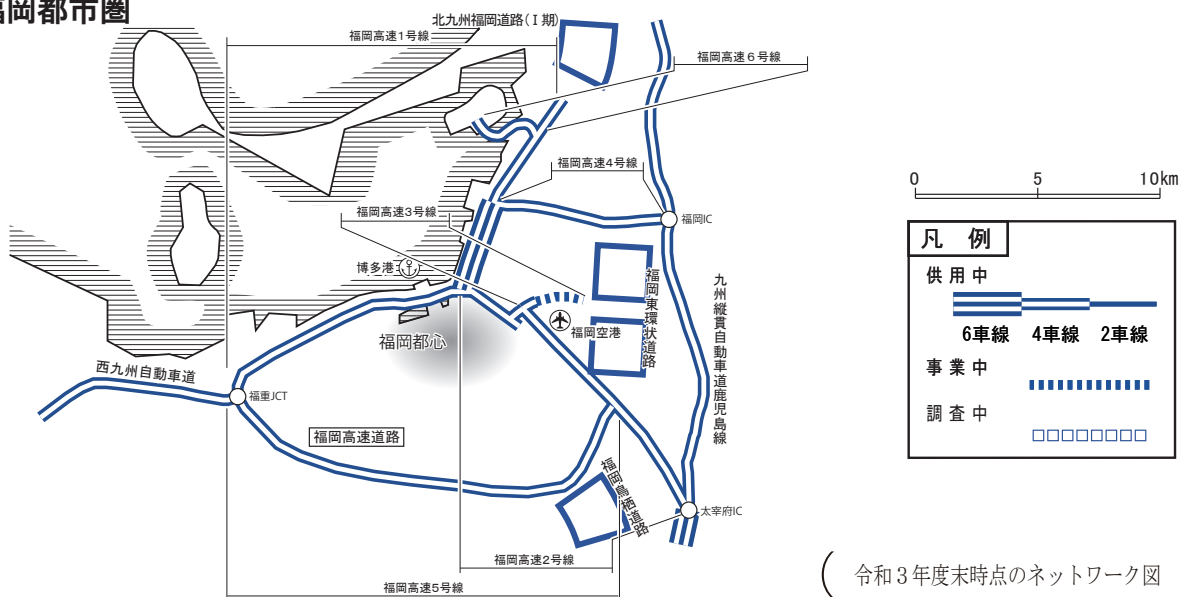 福岡都市圏
北九州福岡道路(Ⅰ期)
福岡高速1号線
福岡高速６号線
福岡高速4号線
福岡高速3号線
福岡IC
博多港
福岡東環状道路
九州縦貫自動車道鹿児島線
福岡空港
福岡都心
西九州自動車道
福重JCT
福岡高速道路
福岡鳥栖道路
太宰府IC
福岡高速2号線
福岡高速5号線
0 5 10km
凡 例
供用中
6車線 4車線 2車線
事業中
調査中
( 令和３年度末時点のネットワーク図